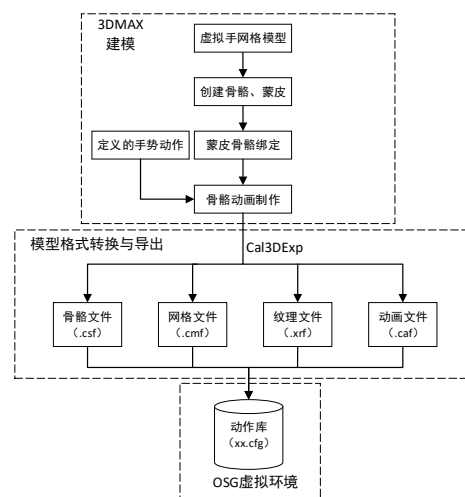 3DMAX
建模
虚拟手网格模型
创建骨骼、蒙皮
定义的手势动作
蒙皮骨骼绑定
骨骼动画制作
模型格式转换与导出
Cal3DExp
骨骼文件
（.csf）
网格文件
（.cmf）
纹理文件
（.xrf）
动画文件
（.caf）
动作库
（xx.cfg）
OSG虚拟环境